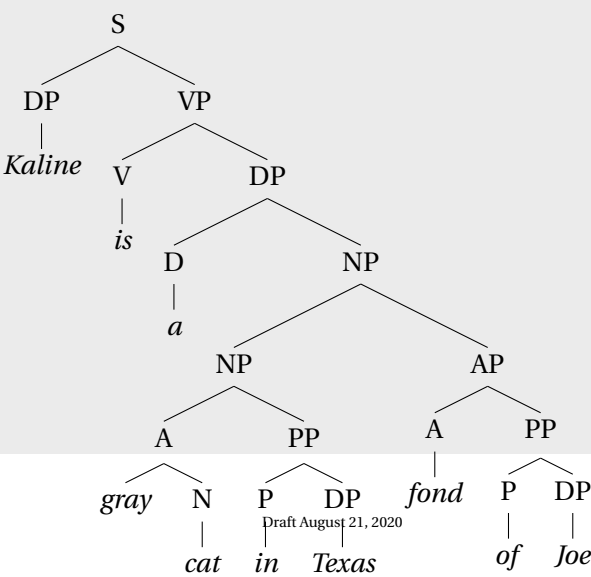 S
DP VP
Kaline V DP
is D NP
a
NP AP
A PP A PP
gray N P DP fond P DP
Draft August 21, 2020
cat in Texas of Joe